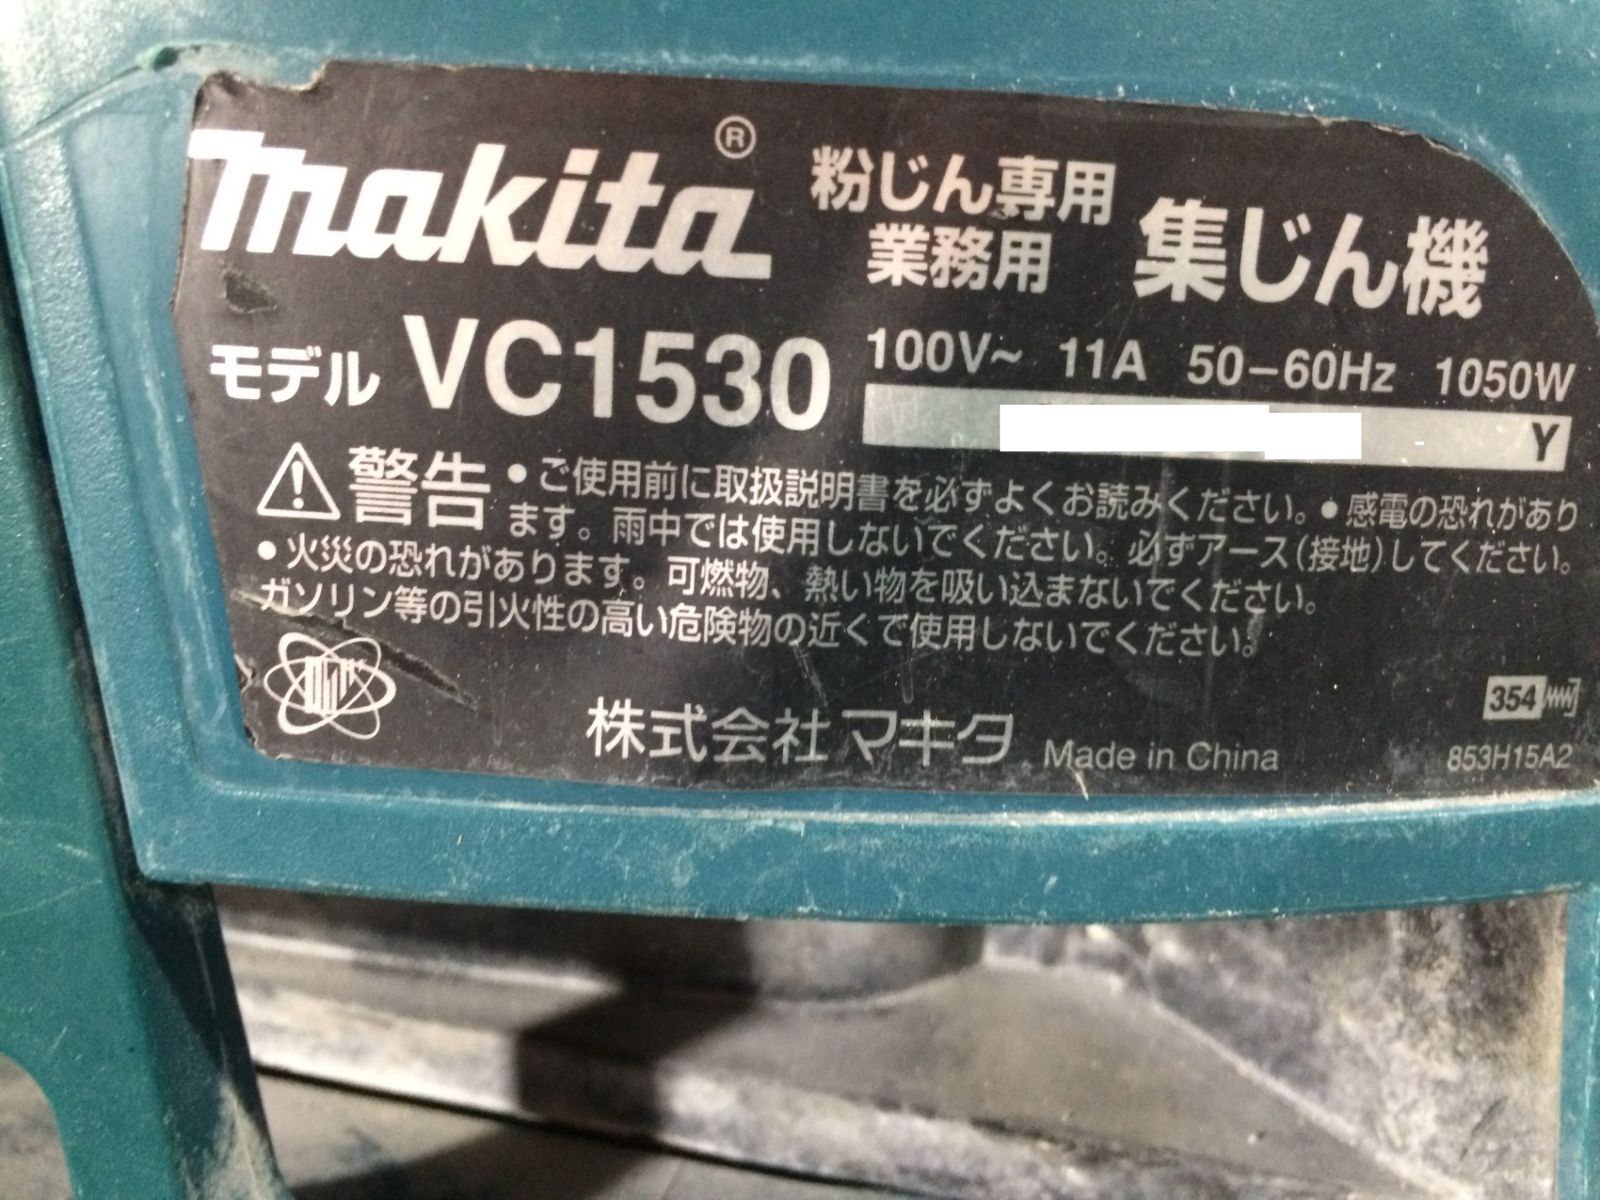 makita®
粉じん専用
業務用
集じん機
モデル VC1530
100V~ 11A 50-60Hz 1050W
Y
警告 ●ご使用前に取扱説明書を必ずよくお読みください。●感電の恐れがあり
ます。雨中では使用しないでください。必ずアース(接地)してください。
●火災の恐れがあります。可燃物、熱い物を吸い込まないでください。
ガソリン等の引火性の高い危険物の近くで使用しないでください。
354
株式会社マキタ Made in China
853H15A2